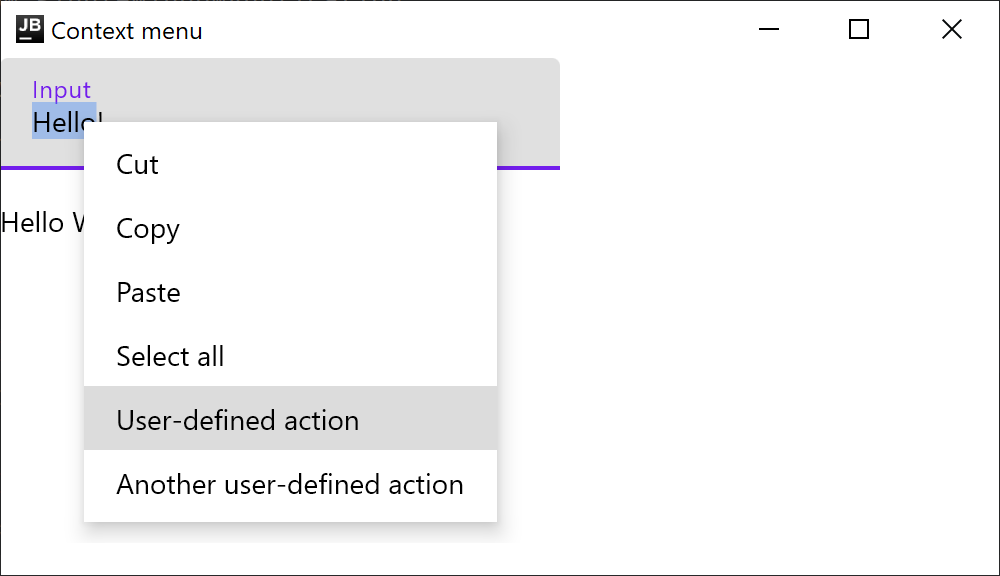 JB Context menu
Input
Hello!
Cut
Hello
Copy
Paste
Select all
User-defined action
Another user-defined action